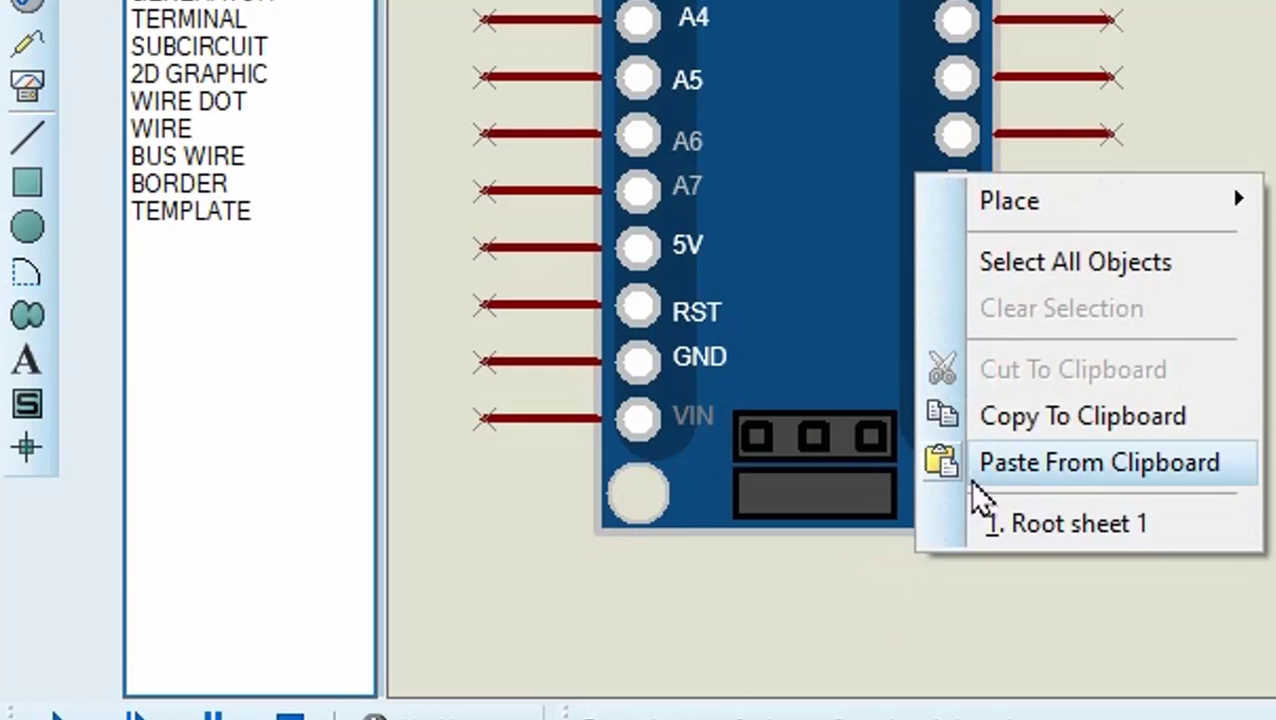 TERMINAL
SUBCIRCUIT
2D GRAPHIC
WIRE DOT
WIRE
BUS WIRE
BORDER
TEMPLATE
A
S
A4
A5
A6
A7
5V
RST
GND
VIN
Place
Select All Objects
Clear Selection
Cut To Clipboard
Copy To Clipboard
Paste From Clipboard
1. Root sheet 1